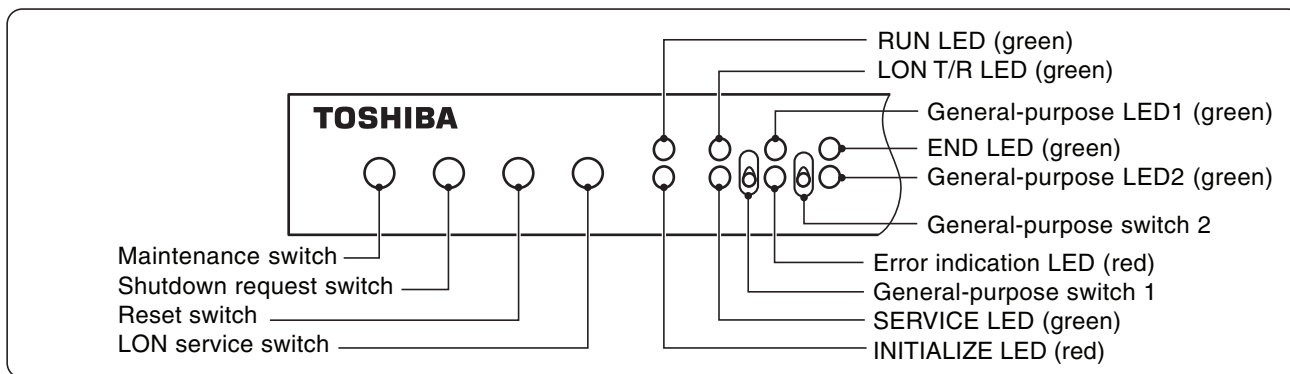 RUN LED (green)
LON T/R LED (green)
TOSHIBA
General-purpose LED1 (green)
END LED (green)
General-purpose LED2 (green)
General-purpose switch 2
Maintenance switch
Shutdown request switch
Reset switch
LON service switch
Error indication LED (red)
General-purpose switch 1
SERVICE LED (green)
INITIALIZE LED (red)